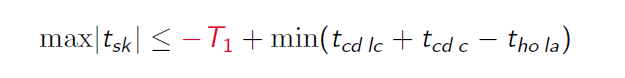 max|t_{sk}| ≤ −T_1 + min(t_{cd lc} + t_{cd c} − t_{ho la})